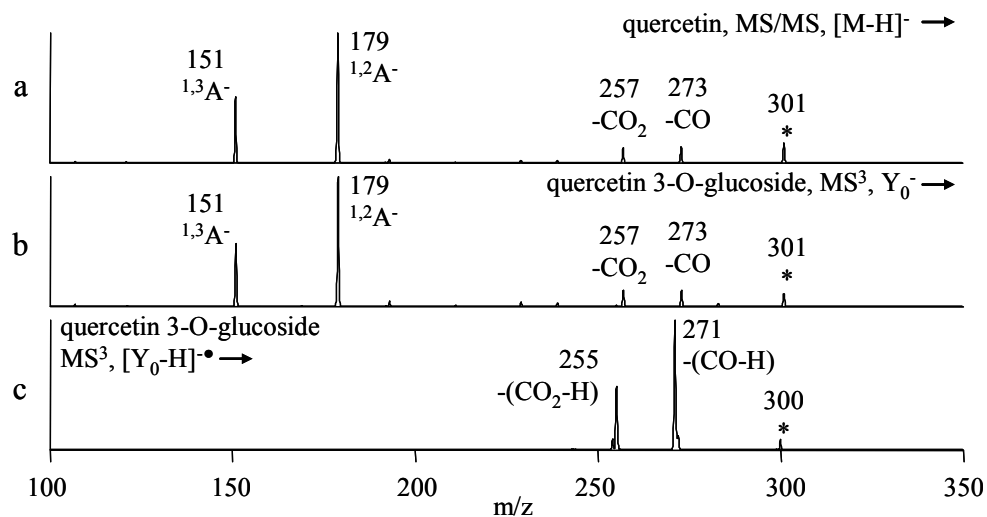 quercetin, MS/MS, [M-H]- →
a
151
1,3A-
179
1,2A-
257
-CO2
273
-CO
301
*
quercetin 3-O-glucoside, MS3, Y0- →
b
151
1,3A-
179
1,2A-
257
-CO2
273
-CO
301
*
quercetin 3-O-glucoside
MS3, [Y0-H]-• →
c
255
-(CO2-H)
271
-(CO-H)
300
*
100 150 200 250 300 350
m/z